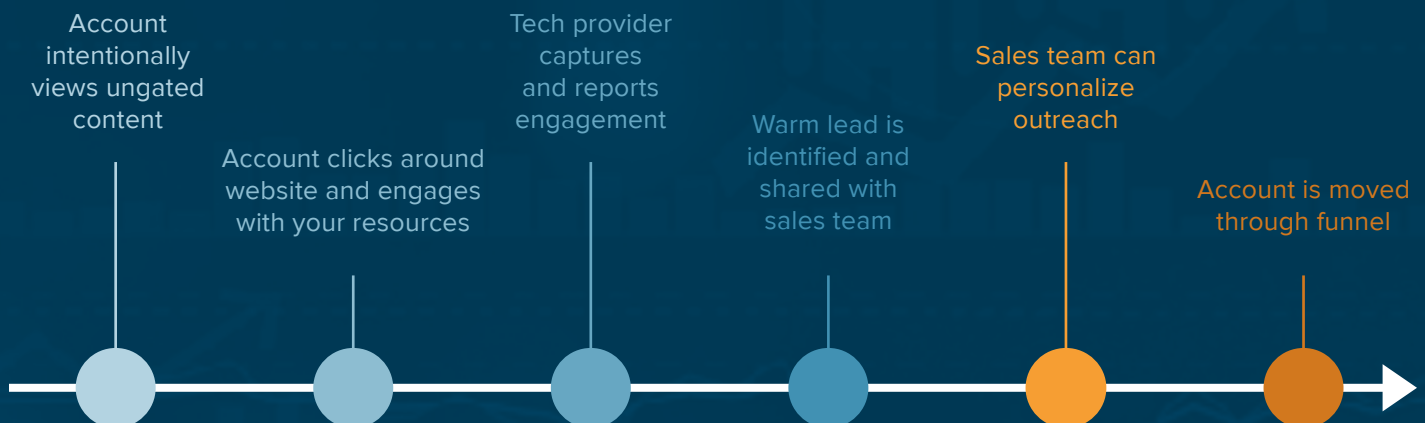 Account
intentionally
views ungated
content
Account clicks around
website and engages
with your resources
Tech provider
captures
and reports
engagement
Warm lead is
identified and
shared with
sales team
Sales team can
personalize
outreach
Account is moved
through funnel